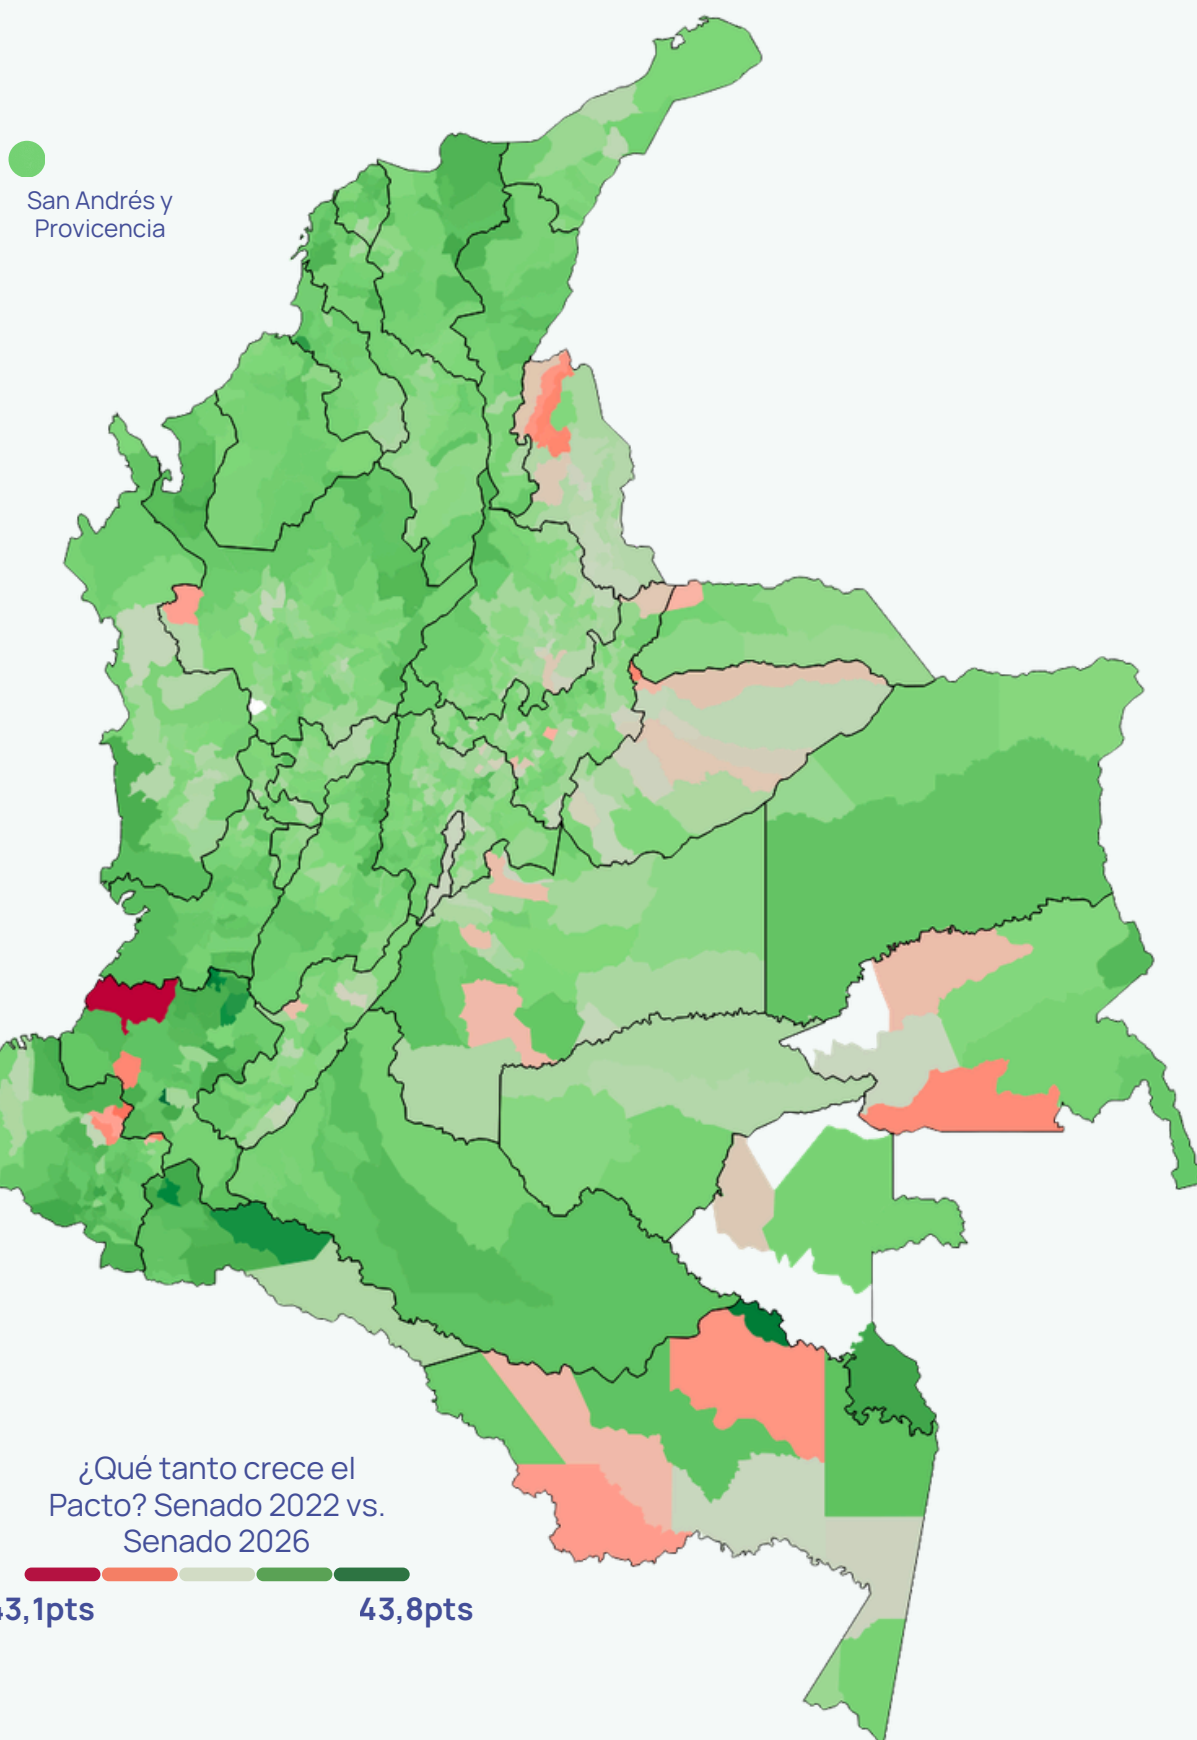 San Andrés y
Provicencia
¿Qué tanto crece el
Pacto? Senado 2022 vs.
Senado 2026
3,1pts
43,8pts